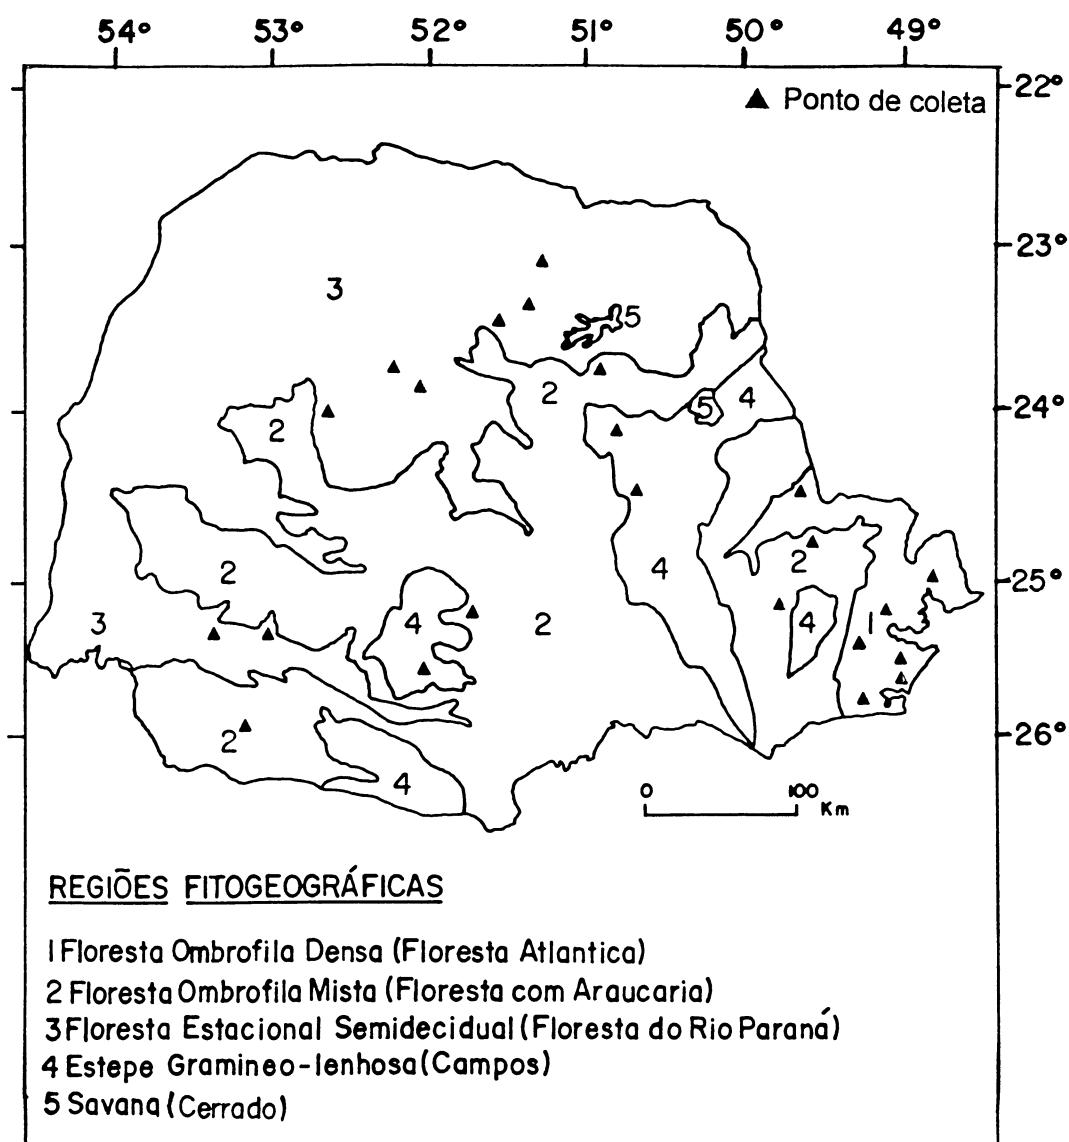 54° 53° 52° 51° 50° 49°
22°
▲ Ponto de coleta
23°
3
5
2
4
5
24°
2
2
4
2
25°
3
4
2
4
1
2
4
26°
0 100
Km
REGIÕES FITOGEOGRÁFICAS
1 Floresta Ombrofila Densa (Floresta Atlantica)
2 Floresta Ombrofila Mista (Floresta com Araucaria)
3 Floresta Estacional Semidecidual (Floresta do Rio Paraná)
4 Estepe Gramineo-lenhosa (Campos)
5 Savana (Cerrado)